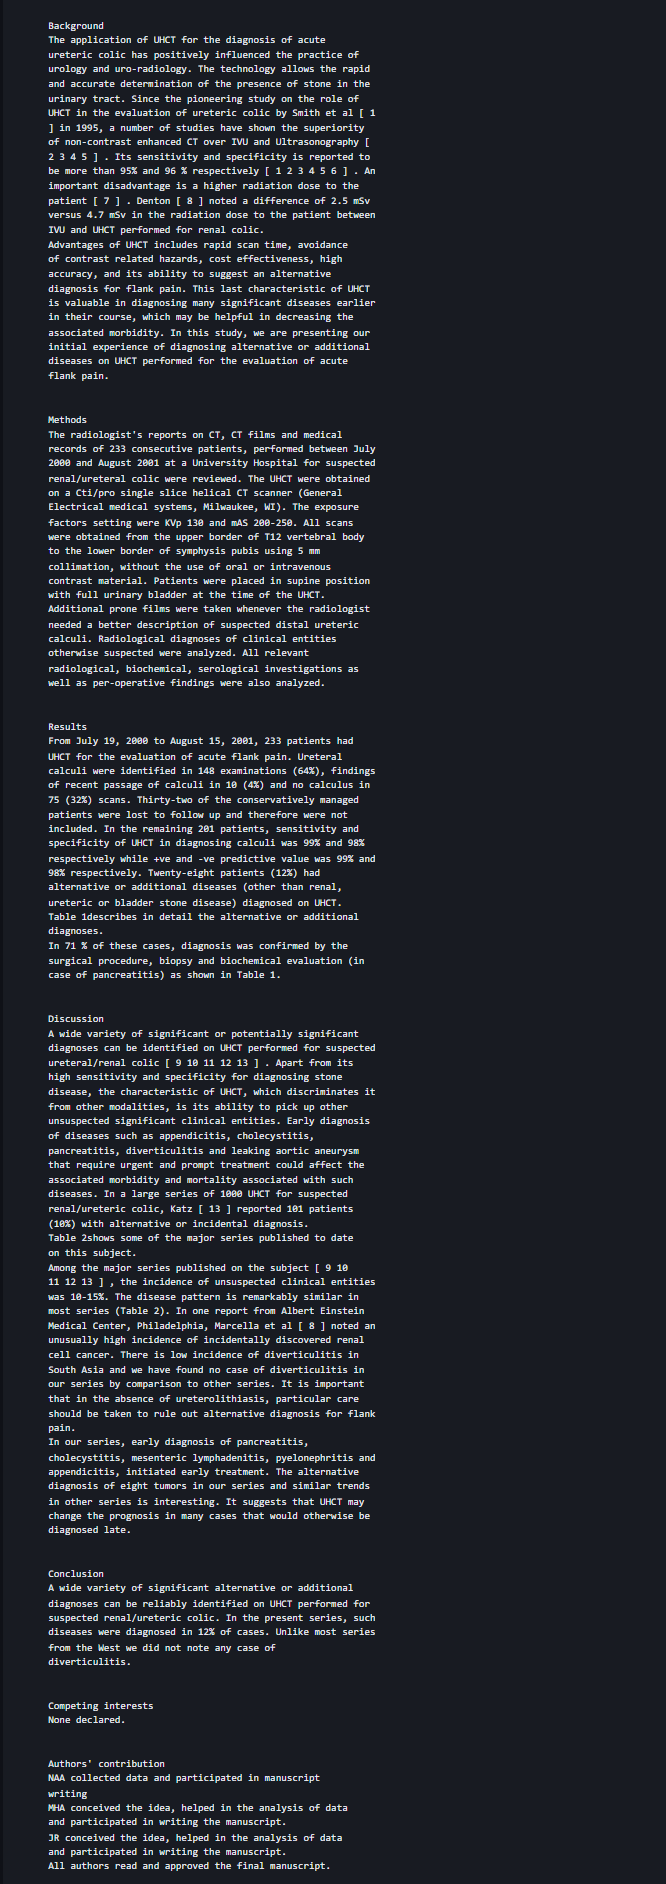 Background
The application of UHCT for the diagnosis of acute
ureteric colic has positively influenced the practice of
urology and uro-radiology. The technology allows the rapid
and accurate determination of the presence of stone in the
urinary tract. Since the pioneering study on the role of
UHCT in the evaluation of ureteric colic by Smith et al [ 1
] in 1995, a number of studies have shown the superiority
of non-contrast enhanced CT over IVU and Ultrasonography [
2 3 4 5 ] . Its sensitivity and specificity is reported to
be more than 95% and 96 % respectively [ 1 2 3 4 5 6 ] . An
important disadvantage is a higher radiation dose to the
patient [ 7 ] . Denton [ 8 ] noted a difference of 2.5 mSv
versus 4.7 mSv in the radiation dose to the patient between
IVU and UHCT performed for renal colic.
Advantages of UHCT includes rapid scan time, avoidance
of contrast related hazards, cost effectiveness, high
accuracy, and its ability to suggest an alternative
diagnosis for flank pain. This last characteristic of UHCT
is valuable in diagnosing many significant diseases earlier
in their course, which may be helpful in decreasing the
associated morbidity. In this study, we are presenting our
initial experience of diagnosing alternative or additional
diseases on UHCT performed for the evaluation of acute
flank pain.
Methods
The radiologist's reports on CT, CT films and medical
records of 233 consecutive patients, performed between July
2000 and August 2001 at a University Hospital for suspected
renal/ureteral colic were reviewed. The UHCT were obtained
on a Cti/pro single slice helical CT scanner (General
Electrical medical systems, Milwaukee, WI). The exposure
factors setting were KVp 130 and mAS 200-250. All scans
were obtained from the upper border of T12 vertebral body
to the lower border of symphysis pubis using 5 mm
collimation, without the use of oral or intravenous
contrast material. Patients were placed in supine position
with full urinary bladder at the time of the UHCT.
Additional prone films were taken whenever the radiologist
needed a better description of suspected distal ureteric
calculi. Radiological diagnoses of clinical entities
otherwise suspected were analyzed. All relevant
radiological, biochemical, serological investigations as
well as per-operative findings were also analyzed.
Results
From July 19, 2000 to August 15, 2001, 233 patients had
UHCT for the evaluation of acute flank pain. Ureteral
calculi were identified in 148 examinations (64%), findings
of recent passage of calculi in 10 (4%) and no calculus in
75 (32%) scans. Thirty-two of the conservatively managed
patients were lost to follow up and therefore were not
included. In the remaining 201 patients, sensitivity and
specificity of UHCT in diagnosing calculi was 99% and 98%
respectively while +ve and -ve predictive value was 99% and
98% respectively. Twenty-eight patients (12%) had
alternative or additional diseases (other than renal,
ureteric or bladder stone disease) diagnosed on UHCT.
Table 1describes in detail the alternative or additional
diagnoses.
In 71 % of these cases, diagnosis was confirmed by the
surgical procedure, biopsy and biochemical evaluation (in
case of pancreatitis) as shown in Table 1.
Discussion
A wide variety of significant or potentially significant
diagnoses can be identified on UHCT performed for suspected
ureteral/renal colic [ 9 10 11 12 13 ] . Apart from its
high sensitivity and specificity for diagnosing stone
disease, the characteristic of UHCT, which discriminates it
from other modalities, is its ability to pick up other
unsuspected significant clinical entities. Early diagnosis
of diseases such as appendicitis, cholecystitis,
pancreatitis, diverticulitis and leaking aortic aneurysm
that require urgent and prompt treatment could affect the
associated morbidity and mortality associated with such
diseases. In a large series of 1000 UHCT for suspected
renal/ureteric colic, Katz [ 13 ] reported 101 patients
(10%) with alternative or incidental diagnosis.
Table 2shows some of the major series published to date
on this subject.
Among the major series published on the subject [ 9 10
11 12 13 ] , the incidence of unsuspected clinical entities
was 10-15%. The disease pattern is remarkably similar in
most series (Table 2). In one report from Albert Einstein
Medical Center, Philadelphia, Marcella et al [ 8 ] noted an
unusually high incidence of incidentally discovered renal
cell cancer. There is low incidence of diverticulitis in
South Asia and we have found no case of diverticulitis in
our series by comparison to other series. It is important
that in the absence of ureterolithiasis, particular care
should be taken to rule out alternative diagnosis for flank
pain.
In our series, early diagnosis of pancreatitis,
cholecystitis, mesenteric lymphadenitis, pyelonephritis and
appendicitis, initiated early treatment. The alternative
diagnosis of eight tumors in our series and similar trends
in other series is interesting. It suggests that UHCT may
change the prognosis in many cases that would otherwise be
diagnosed late.
Conclusion
A wide variety of significant alternative or additional
diagnoses can be reliably identified on UHCT performed for
suspected renal/ureteric colic. In the present series, such
diseases were diagnosed in 12% of cases. Unlike most series
from the West we did not note any case of
diverticulitis.
Competing interests
None declared.
Authors' contribution
NAA collected data and participated in manuscript
writing
MHA conceived the idea, helped in the analysis of data
and participated in writing the manuscript.
JR conceived the idea, helped in the analysis of data
and participated in writing the manuscript.
All authors read and approved the final manuscript.